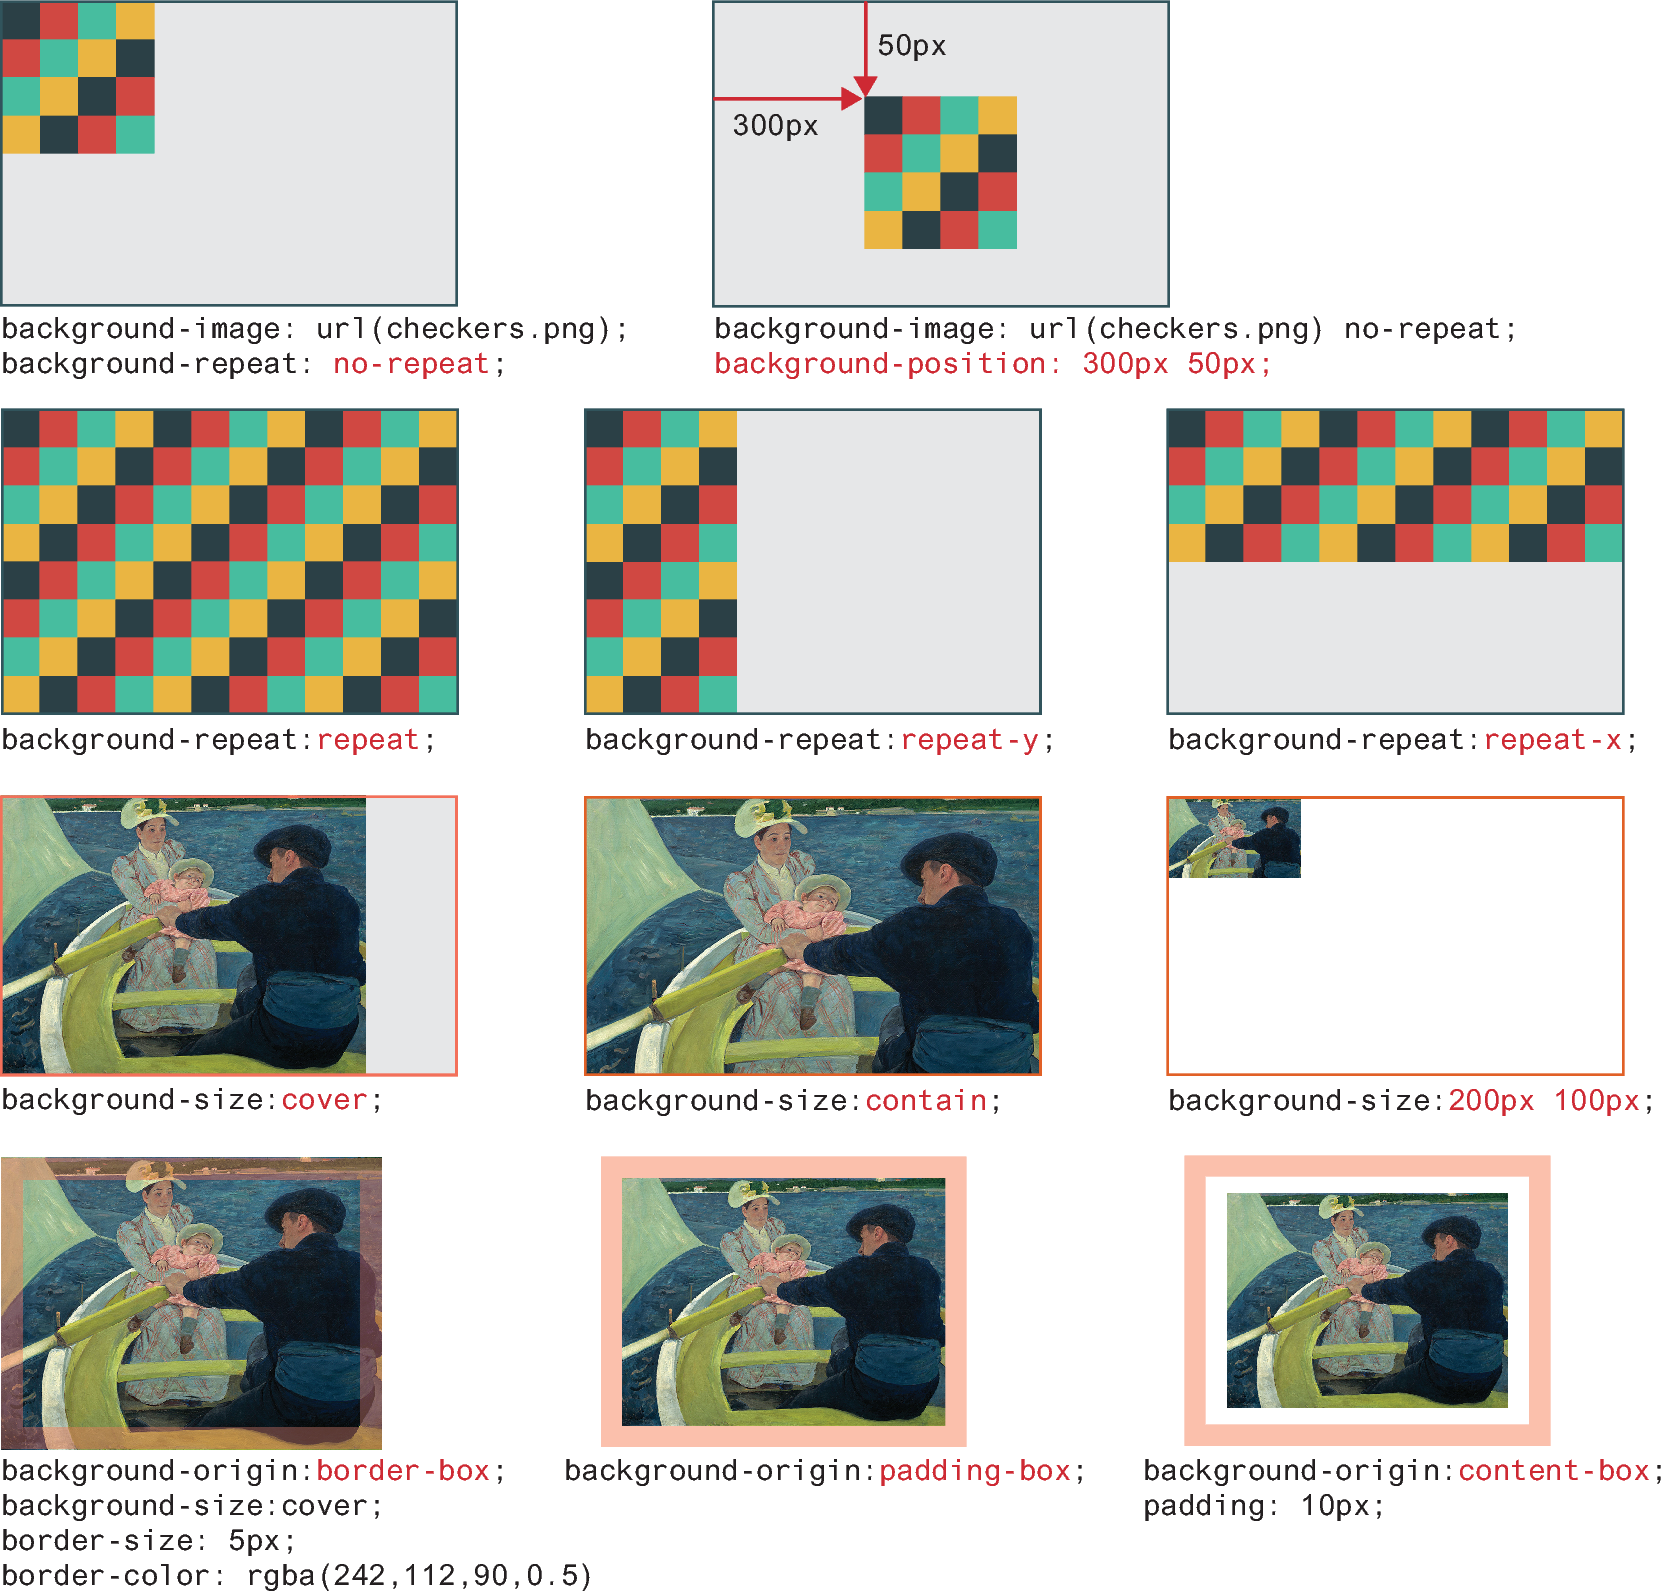 50px
300px
background-image: url(checkers.png);
background-repeat: no-repeat;
background-image: url(checkers.png) no-repeat;
background-position: 300px 50px;
background-repeat:repeat;
background-repeat:repeat-y;
background-repeat:repeat-x;
background-size:cover;
background-size:contain;
background-size:200px 100px;
background-origin:border-box;
background-size:cover;
border-size: 5px;
border-color: rgba(242,112,90,0.5)
background-origin:padding-box;
background-origin:content-box;
padding: 10px;